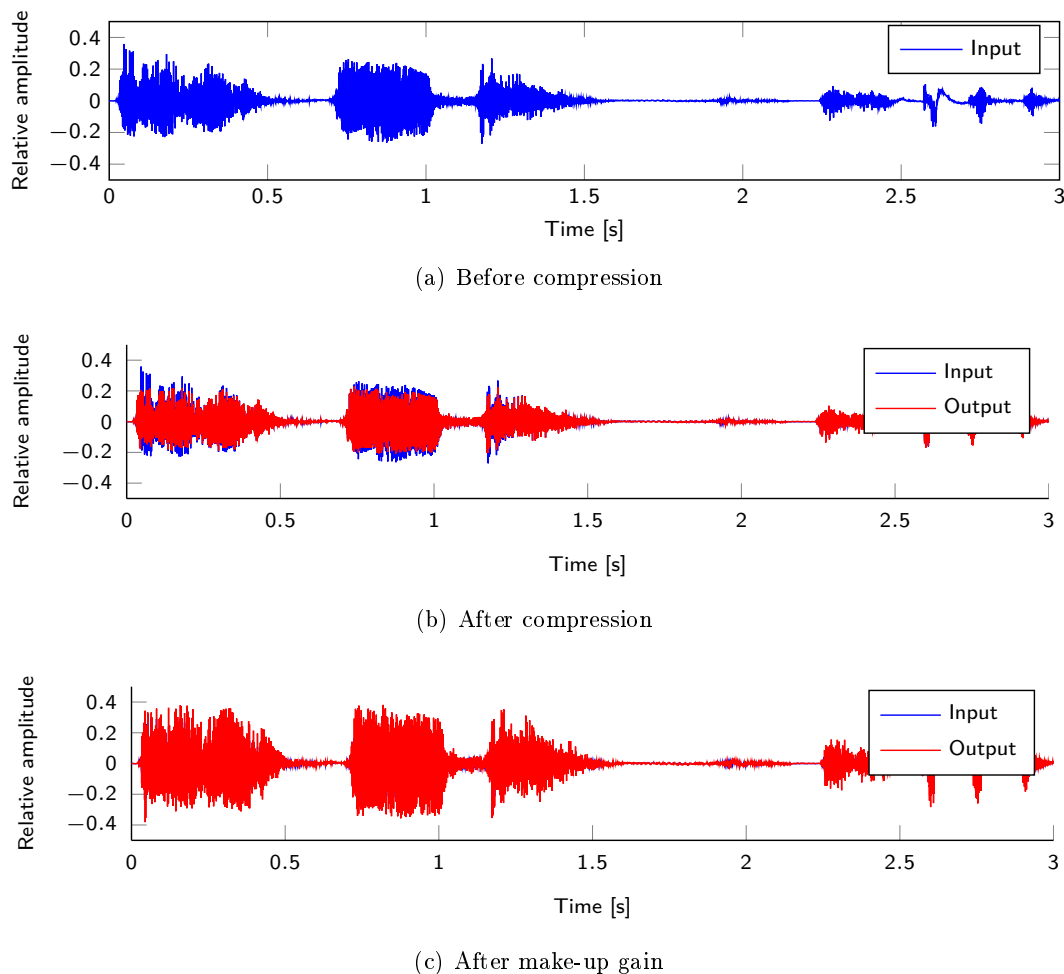 Relative amplitude
0.4
0.2
0
−0.2
−0.4
Input
0 0.5 1 1.5 2 2.5 3
Time [s]
(a) Before compression
Relative amplitude
0.4
0.2
0
−0.2
−0.4
Input
Output
0 0.5 1 1.5 2 2.5 3
Time [s]
(b) After compression
Relative amplitude
0.4
0.2
0
−0.2
−0.4
Input
Output
0 0.5 1 1.5 2 2.5 3
Time [s]
(c) After make-up gain